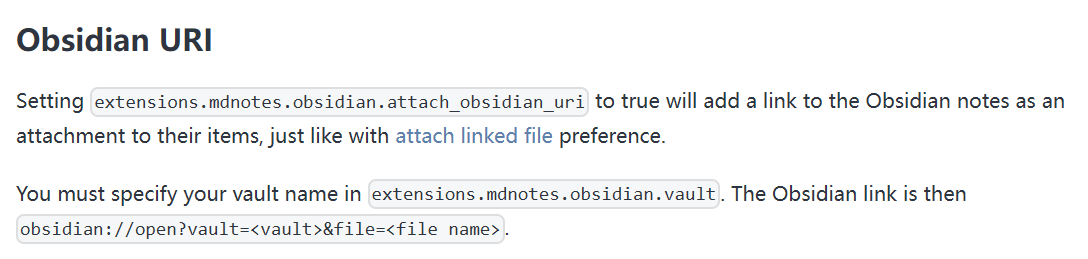 Obsidian URI
Setting extensions.mdnotes.obsidian.attach_obsidian_uri to true will add a link to the Obsidian notes as an
attachment to their items, just like with attach linked file preference.
You must specify your vault name in extensions.mdnotes.obsidian.vault. The Obsidian link is then
obsidian://open?vault=<vault>&file=<file name>.